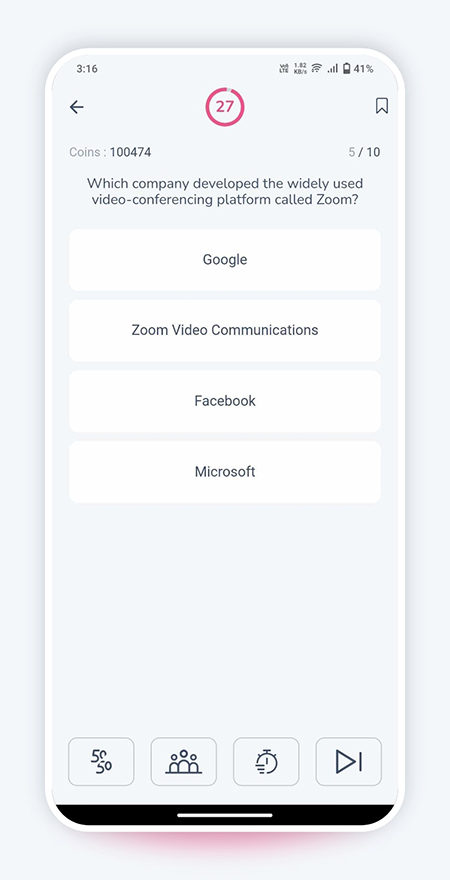 3:16
Vo)) LTE 1.82 KB/s 41%
27
Coins : 100474 5 / 10
Which company developed the widely used
video-conferencing platform called Zoom?
Google
Zoom Video Communications
Facebook
Microsoft
50 50